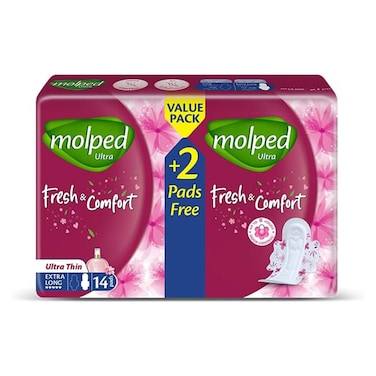 VALUE
PACK
molped
Ultra
Fresh & Comfort
+2
Pads
Free
molped
Ultra
Fresh & Comfort
Ultra Thin
EXTRA
LONG
14